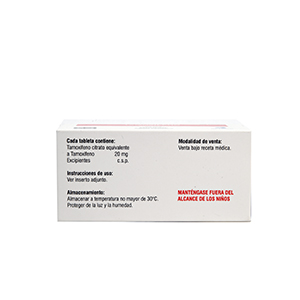 Cada tableta contiene:
Tamoxifeno citrato equivalente
a Tamoxifeno 20 mg
Excipientes c.s.p.
Instrucciones de uso:
Ver inserto adjunto.
Almacenamiento:
Almacenar a temperatura no mayor de 30°C.
Proteger de la luz y la humedad.
Modalidad de venta:
Venta bajo receta médica.
MANTÉNGASE FUERA DEL
ALCANCE DE LOS NIÑOS